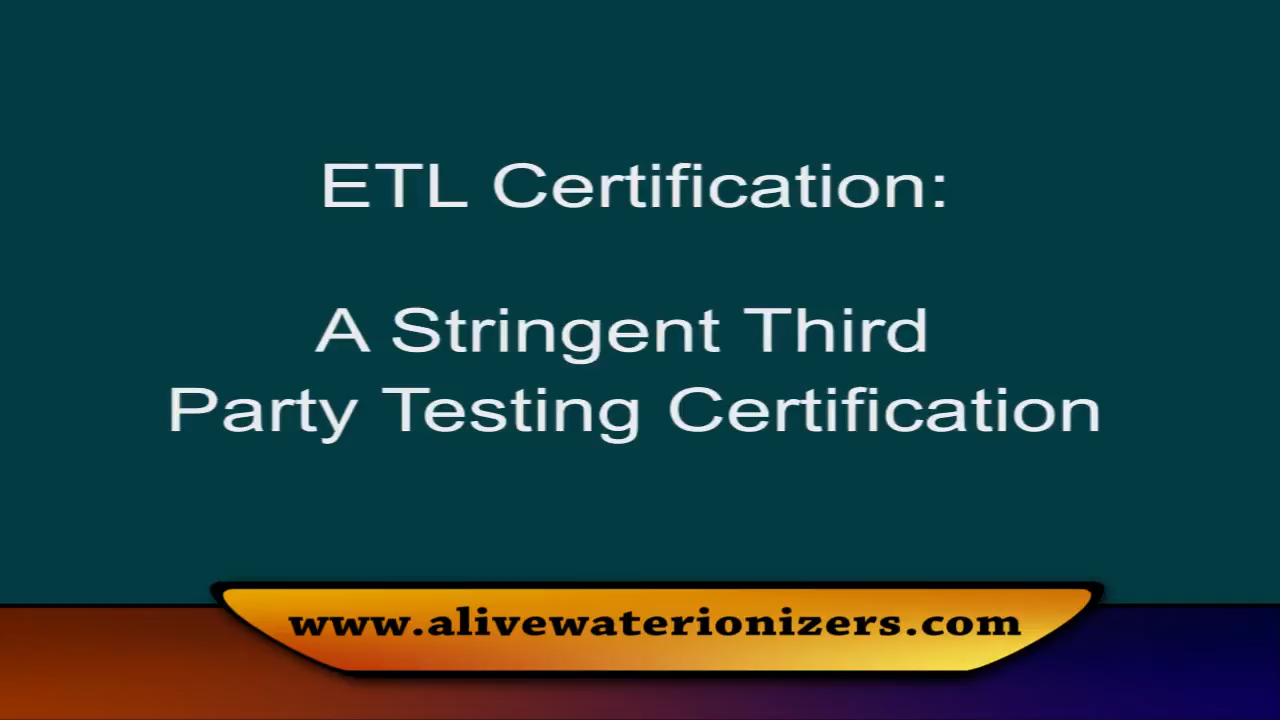 ETL Certification:
A Stringent Third
Party Testing Certification
www.alivewaterionizers.com